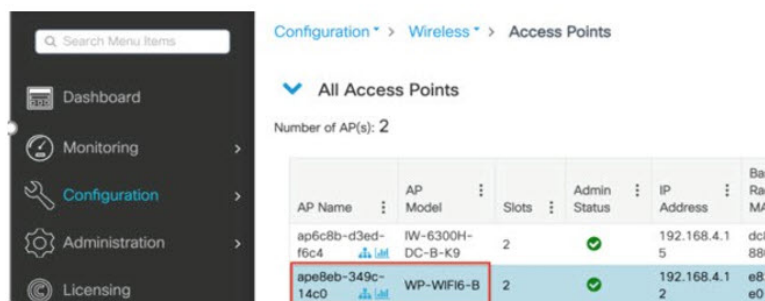 Search Menu Items
Dashboard
Monitoring
Configuration
Administration
Licensing
Configuration > Wireless > Access Points
All Access Points
Number of AP(s): 2
AP Name
AP Model
Slots
Admin Status
IP Address
ap6c8b-d3ed-f6c4
IW-6300H-DC-B-K9
2
192.168.4.15
ape8eb-349c-14c0
WP-WIFI6-B
2
192.168.4.12